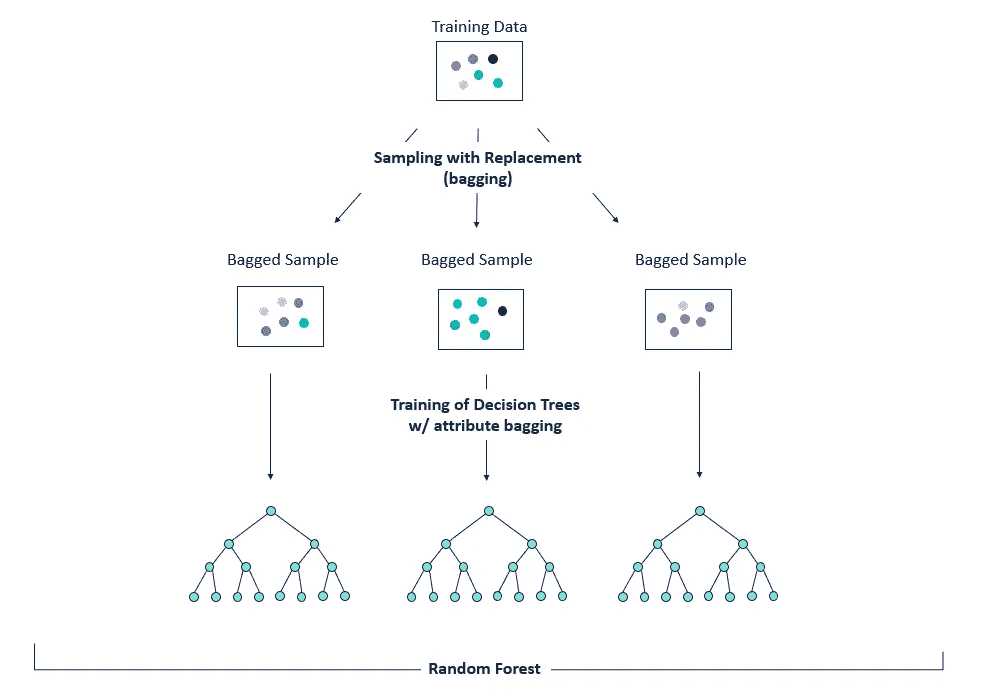 Training Data
Sampling with Replacement
(bagging)
Bagged Sample
Bagged Sample
Bagged Sample
Training of Decision Trees
w/ attribute bagging
Random Forest